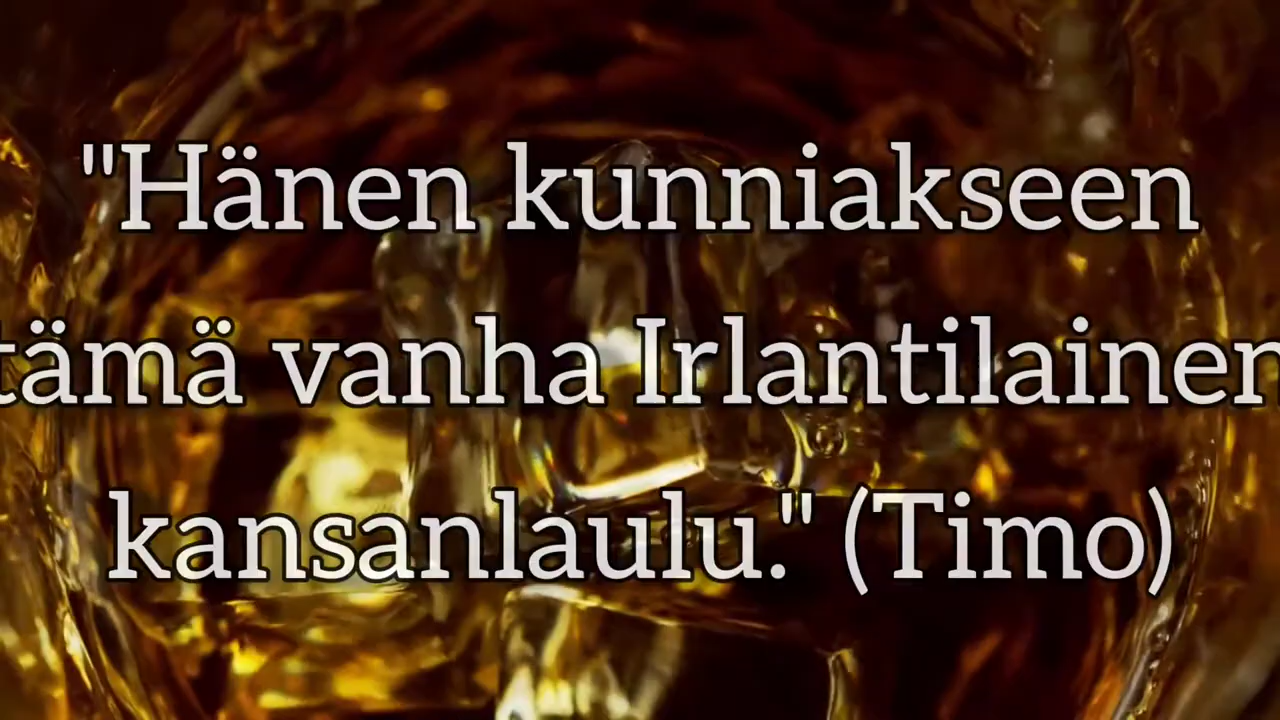 "Hänen kunniakseen
tämä vanha Irlantilainen
kansanlaulu." (Timo)